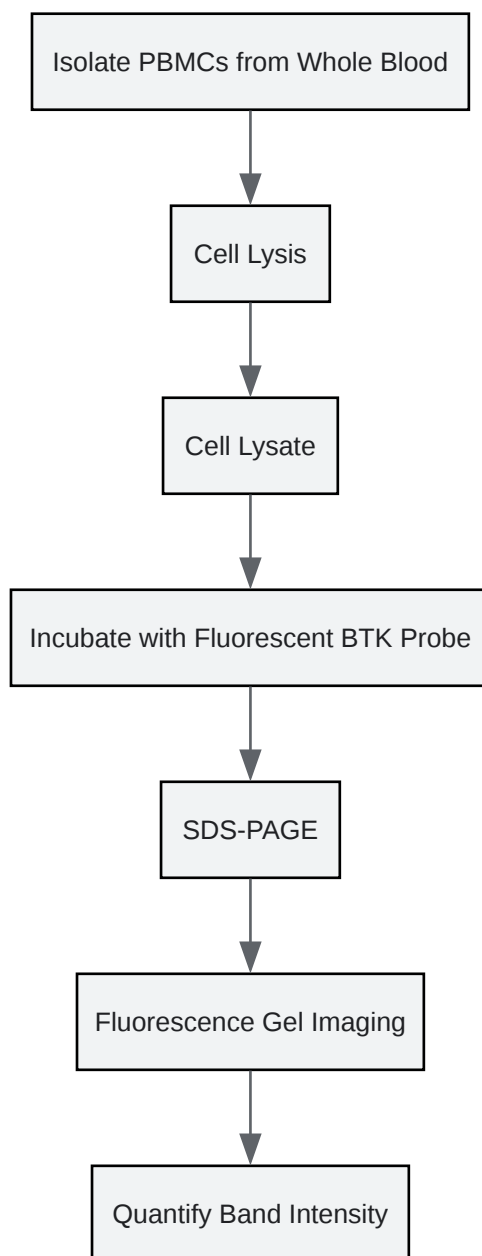 Isolate PBMCs from Whole Blood
Cell Lysis
Cell Lysate
Incubate with Fluorescent BTK Probe
SDS-PAGE
Fluorescence Gel Imaging
Quantify Band Intensity